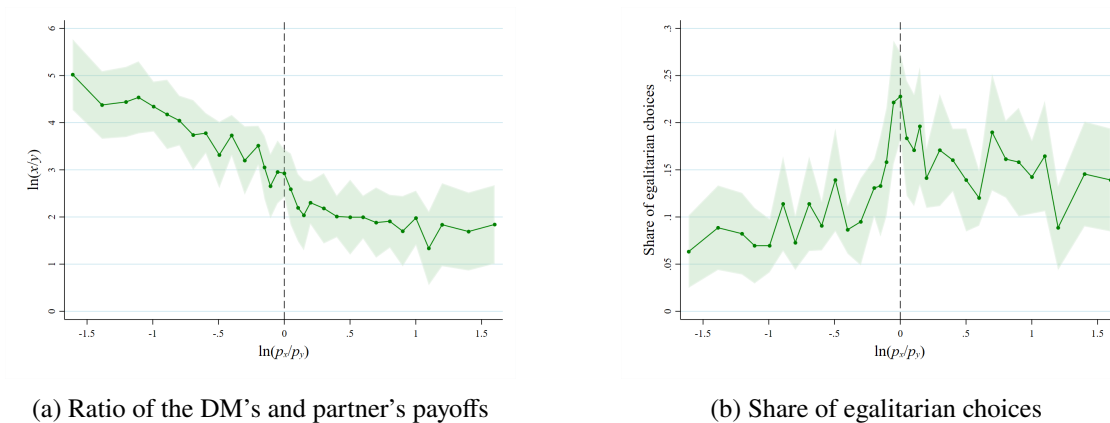 6
5
4
3
2
1
0
ln(x/y)
-1.5 -1 -.5 0 .5 1 1.5
ln(pₓ/pᵧ)
(a) Ratio of the DM's and partner's payoffs
.3
.25
.2
.15
.1
.05
0
Share of egalitarian choices
-1.5 -1 -.5 0 .5 1 1.5
ln(pₓ/pᵧ)
(b) Share of egalitarian choices